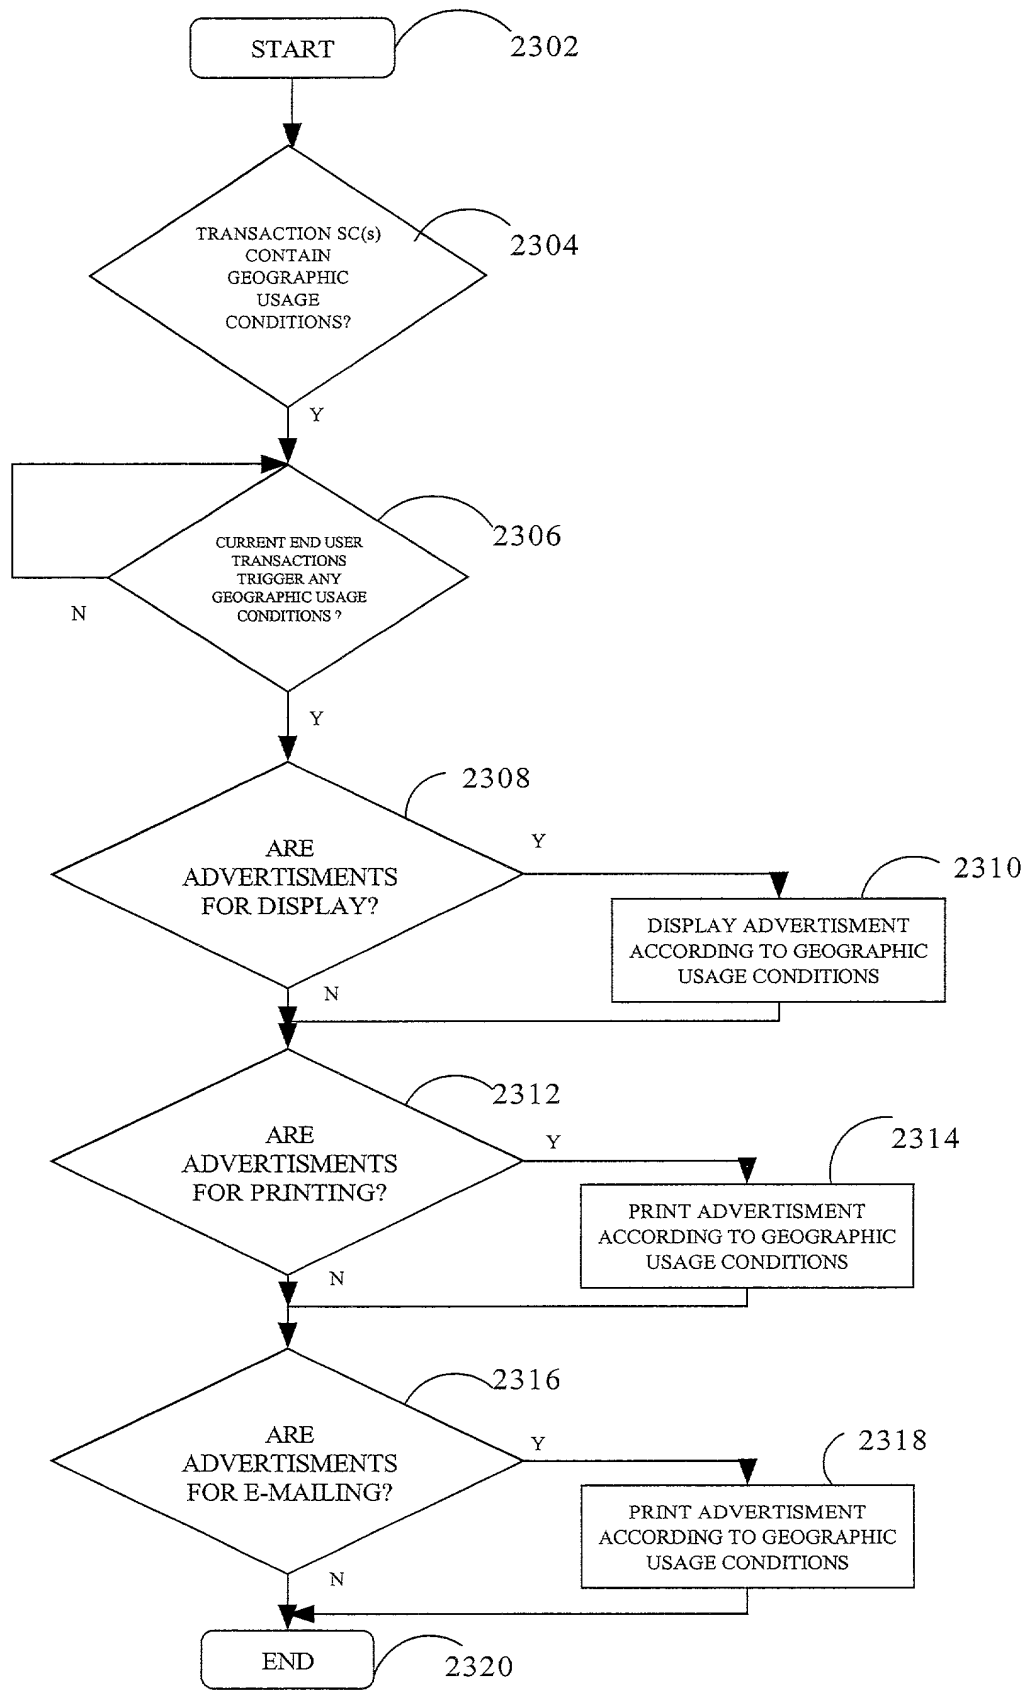 START
2302
TRANSACTION SC(s)
CONTAIN
GEOGRAPHIC
USAGE
CONDITIONS?
2304
Y
CURRENT END USER
TRANSACTIONS
TRIGGER ANY
GEOGRAPHIC USAGE
CONDITIONS ?
2306
N
Y
ARE
ADVERTISMENTS
FOR DISPLAY?
2308
Y
DISPLAY ADVERTISMENT
ACCORDING TO GEOGRAPHIC
USAGE CONDITIONS
2310
N
ARE
ADVERTISMENTS
FOR PRINTING?
2312
Y
PRINT ADVERTISMENT
ACCORDING TO GEOGRAPHIC
USAGE CONDITIONS
2314
N
ARE
ADVERTISMENTS
FOR E-MAILING?
2316
Y
PRINT ADVERTISMENT
ACCORDING TO GEOGRAPHIC
USAGE CONDITIONS
2318
N
END
2320